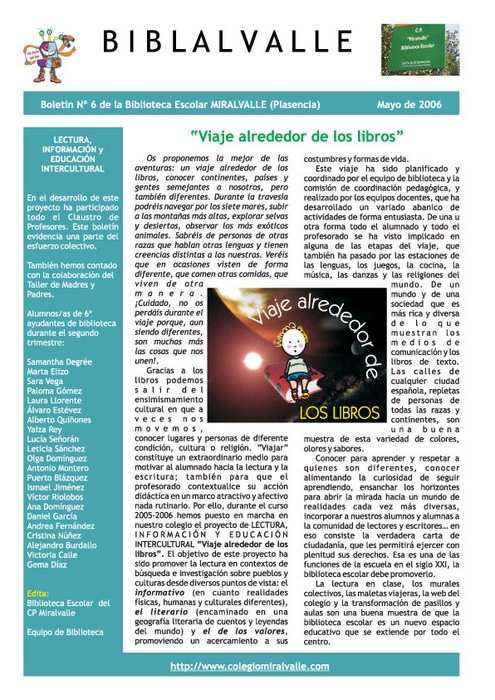 BIBLALVALLE
C.P.
"Miralvalle"
Biblioteca Escolar
Boletín Nº 6 de la Biblioteca Escolar MIRALVALLE (Plasencia)
Mayo de 2006
LECTURA,
INFORMACIÓN y
EDUCACIÓN
INTERCULTURAL
En el desarrollo de este
proyecto ha participado
todo el Claustro de
Profesores. Este boletín
evidencia una parte del
esfuerzo colectivo.
También hemos contado
con la colaboración del
Taller de Madres y
Padres.
Alumnos/as de 6º
ayudantes de biblioteca
durante el segundo
trimestre:
Samantha Degrée
Marta Elizo
Sara Vega
Paloma Gómez
Laura Llorente
Álvaro Estévez
Alberto Quiñones
Yaiza Rey
Lucía Señorán
Leticia Sánchez
Olga Domínguez
Antonio Montero
Puerto Blázquez
Ismael Jiménez
Víctor Riolobos
Ana Domínguez
Daniel García
Andrea Fernández
Cristina Núñez
Alejandro Burdallo
Victoria Calle
Gema Díaz
Edita:
Biblioteca Escolar del
CP Miralvalle
Equipo de Biblioteca
“Viaje alrededor de los libros”
Os proponemos la mejor de las
aventuras: un viaje alrededor de los
libros, conocer continentes, países y
gentes semejantes a nosotros, pero
también diferentes. Durante la travesía
podréis navegar por los siete mares, subir
a las montañas más altas, explorar selvas
y desiertos, observar los más exóticos
animales. Sabréis de personas de otras
razas que hablan otras lenguas y tienen
creencias distintas a las nuestras. Veréis
que en ocasiones visten de forma
diferente, que comen otras comidas, que
viven de otra
manera.
¡Cuidado, no os
perdáis durante el
viaje porque, aun
siendo diferentes,
son muchas más
las cosas que nos
unen!.
Gracias a los
libros podemos
salir del
ensimismamiento
cultural en que a
veces nos
movemos,
conocer lugares y personas de diferente
condición, cultura o religión. "Viajar"
constituye un extraordinario medio para
motivar al alumnado hacia la lectura y la
escritura; también para que el
profesorado contextualice su acción
didáctica en un marco atractivo y afectivo
nada rutinario. Por ello, durante el curso
2005-2006 hemos puesto en marcha en
nuestro colegio el proyecto de LECTURA,
INFORMACIÓN Y EDUCACIÓN
INTERCULTURAL "Viaje alrededor de los
libros". El objetivo de este proyecto ha
sido promover la lectura en contextos de
búsqueda e investigación sobre pueblos y
culturas desde diversos puntos de vista: el
informativo (en cuanto realidades
físicas, humanas y culturales diferentes),
el literario (encaminado en una
geografía literaria de cuentos y leyendas
del mundo) y el de los valores,
promoviendo un acercamiento a sus
Viaje alrededor de
LOS LIBROS
costumbres y formas de vida.
Este viaje ha sido planificado y
coordinado por el equipo de biblioteca y la
comisión de coordinación pedagógica, y
realizado por los equipos docentes, que ha
desarrollado un variado abanico de
actividades de forma entusiasta. De una u
otra forma todo el alumnado y todo el
profesorado se ha visto implicado en
alguna de las etapas del viaje, que
también ha pasado por las estaciones de
las lenguas, los juegos, la cocina, la
música, las danzas y las religiones del
mundo. De un
mundo y de una
sociedad que es
más rica y diversa
de lo que
muestran los
medios de
comunicación y los
libros de texto.
Las calles de
cualquier ciudad
española, repletas
de personas de
todas las razas y
continentes, son
una buena
muestra de esta variedad de colores,
olores y sabores.
Conocer para aprender y respetar a
quienes son diferentes, conocer
alimentando la curiosidad de seguir
aprendiendo, ensanchar los horizontes
para abrir la mirada hacia un mundo de
realidades cada vez más diversas,
incorporar a nuestros alumnos y alumnas a
la comunidad de lectores y escritores… en
eso consiste la verdadera carta de
ciudadanía, que les permitirá ejercer con
plenitud sus derechos. Esa es una de las
funciones de la escuela en el siglo XXI, la
biblioteca escolar debe promoverlo.
La lectura en clase, los murales
colectivos, las maletas viajeras, la web del
colegio y la transformación de pasillos y
aulas son una buena muestra de que la
biblioteca escolar es un nuevo espacio
educativo que se extiende por todo el
centro.
http://www.colegiomiralvalle.com